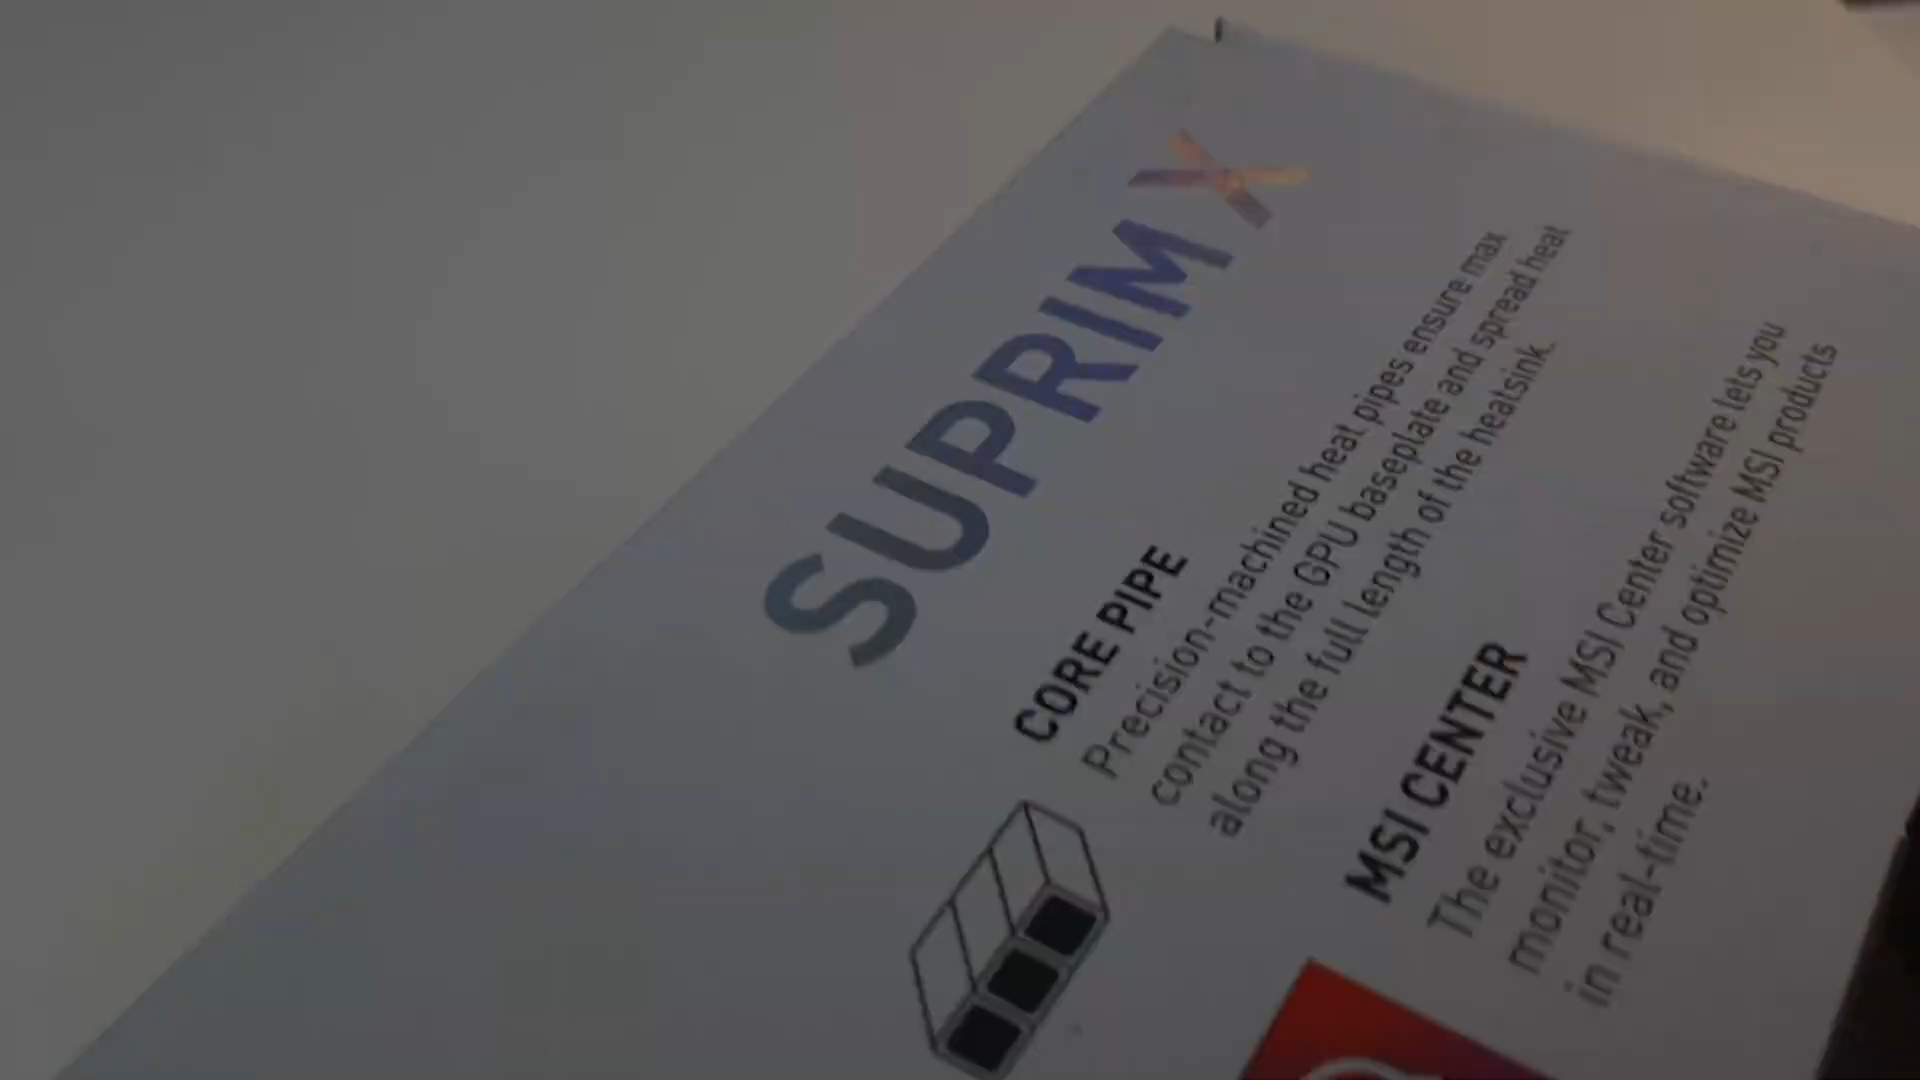 SUPRIM X
CORE PIPE
Precision-machined heat pipes ensure max
contact to the GPU baseplate and spread heat
along the full length of the heatsink.
MSI CENTER
The exclusive MSI Center software lets you
monitor, tweak, and optimize MSI products
in real-time.